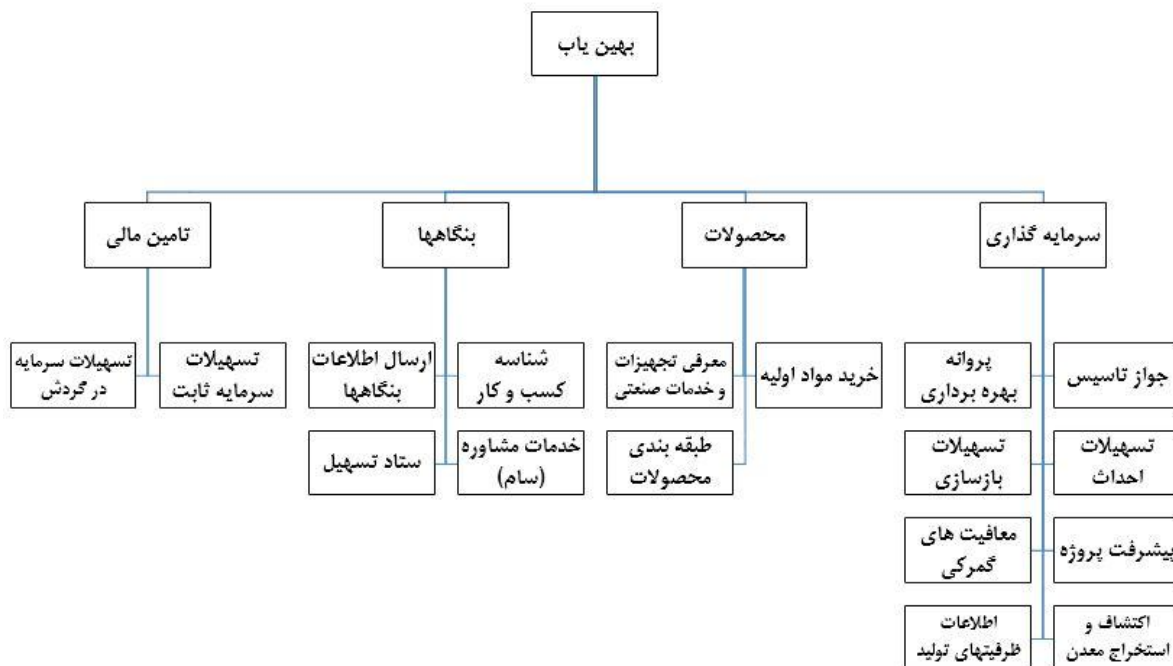 بهین یاب
سرمایه گذاری
محصولات
بنگاهها
تامین مالی
جواز تاسیس
پروانه
بهره برداری
خرید مواد اولیه
معرفی تجهیزات
و خدمات صنعتی
شناسه
کسب و کار
ارسال اطلاعات
بنگاهها
تسهیلات
سرمایه ثابت
تسهیلات سرمایه
در گردش
تسهیلات
احداث
تسهیلات
بازسازی
طبقه بندی
محصولات
خدمات مشاوره
(سام)
ستاد تسهیل
پیشرفت پروژه
معافیت های
گمرکی
اکتشاف و
استخراج معدن
اطلاعات
ظرفیتهای تولید